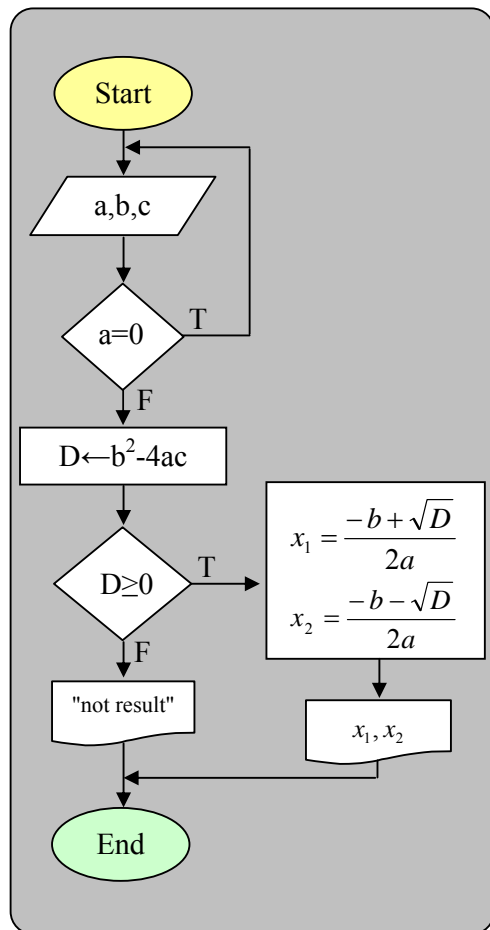 Start
a,b,c
a=0
T
F
D←b²-4ac
D≥0
T
F
x₁ = (-b + √D) / 2a
x₂ = (-b - √D) / 2a
"not result"
x₁, x₂
End